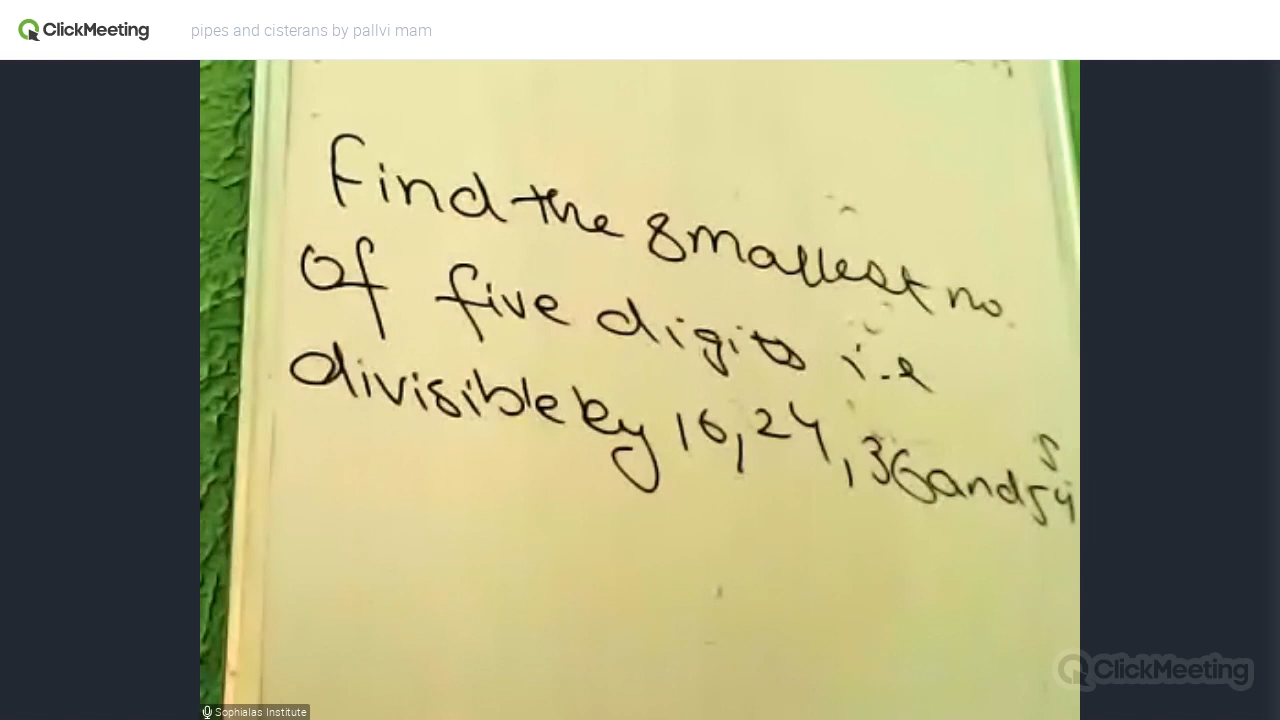 ClickMeeting
pipes and cisterans by pallvi mam
Find the smallest no.
of five digits i.e
divisible by 16, 24, 36 and 54
ClickMeeting
Sophialas Institute